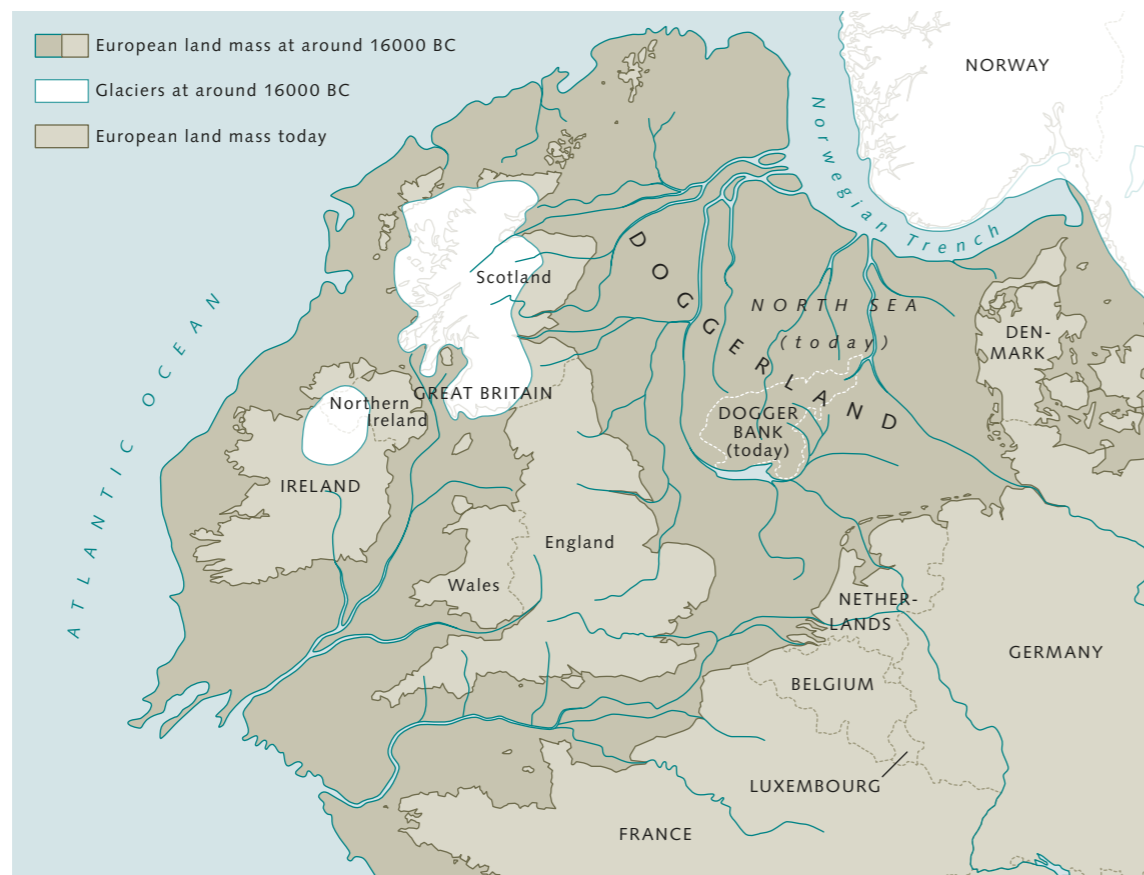 European land mass at around 16000 BC
Glaciers at around 16000 BC
European land mass today
NORWAY
Norwegian Trench
ATLANTIC OCEAN
DOGGERLAND
Scotland
NORTH SEA
(today)
DEN-
MARK
GREAT BRITAIN
Northern
Ireland
DOGGER
BANK
(today)
IRELAND
England
Wales
NETHER-
LANDS
GERMANY
BELGIUM
LUXEMBOURG
FRANCE